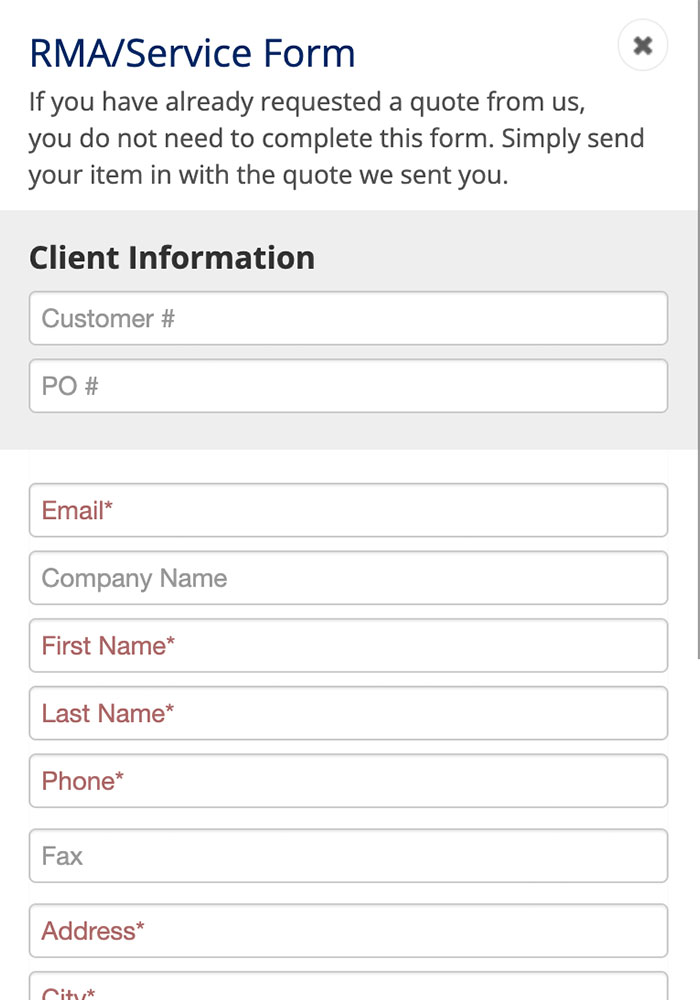 RMA/Service Form
If you have already requested a quote from us,
you do not need to complete this form. Simply send
your item in with the quote we sent you.
Client Information
Customer #
PO #
Email*
Company Name
First Name*
Last Name*
Phone*
Fax
Address*
City*